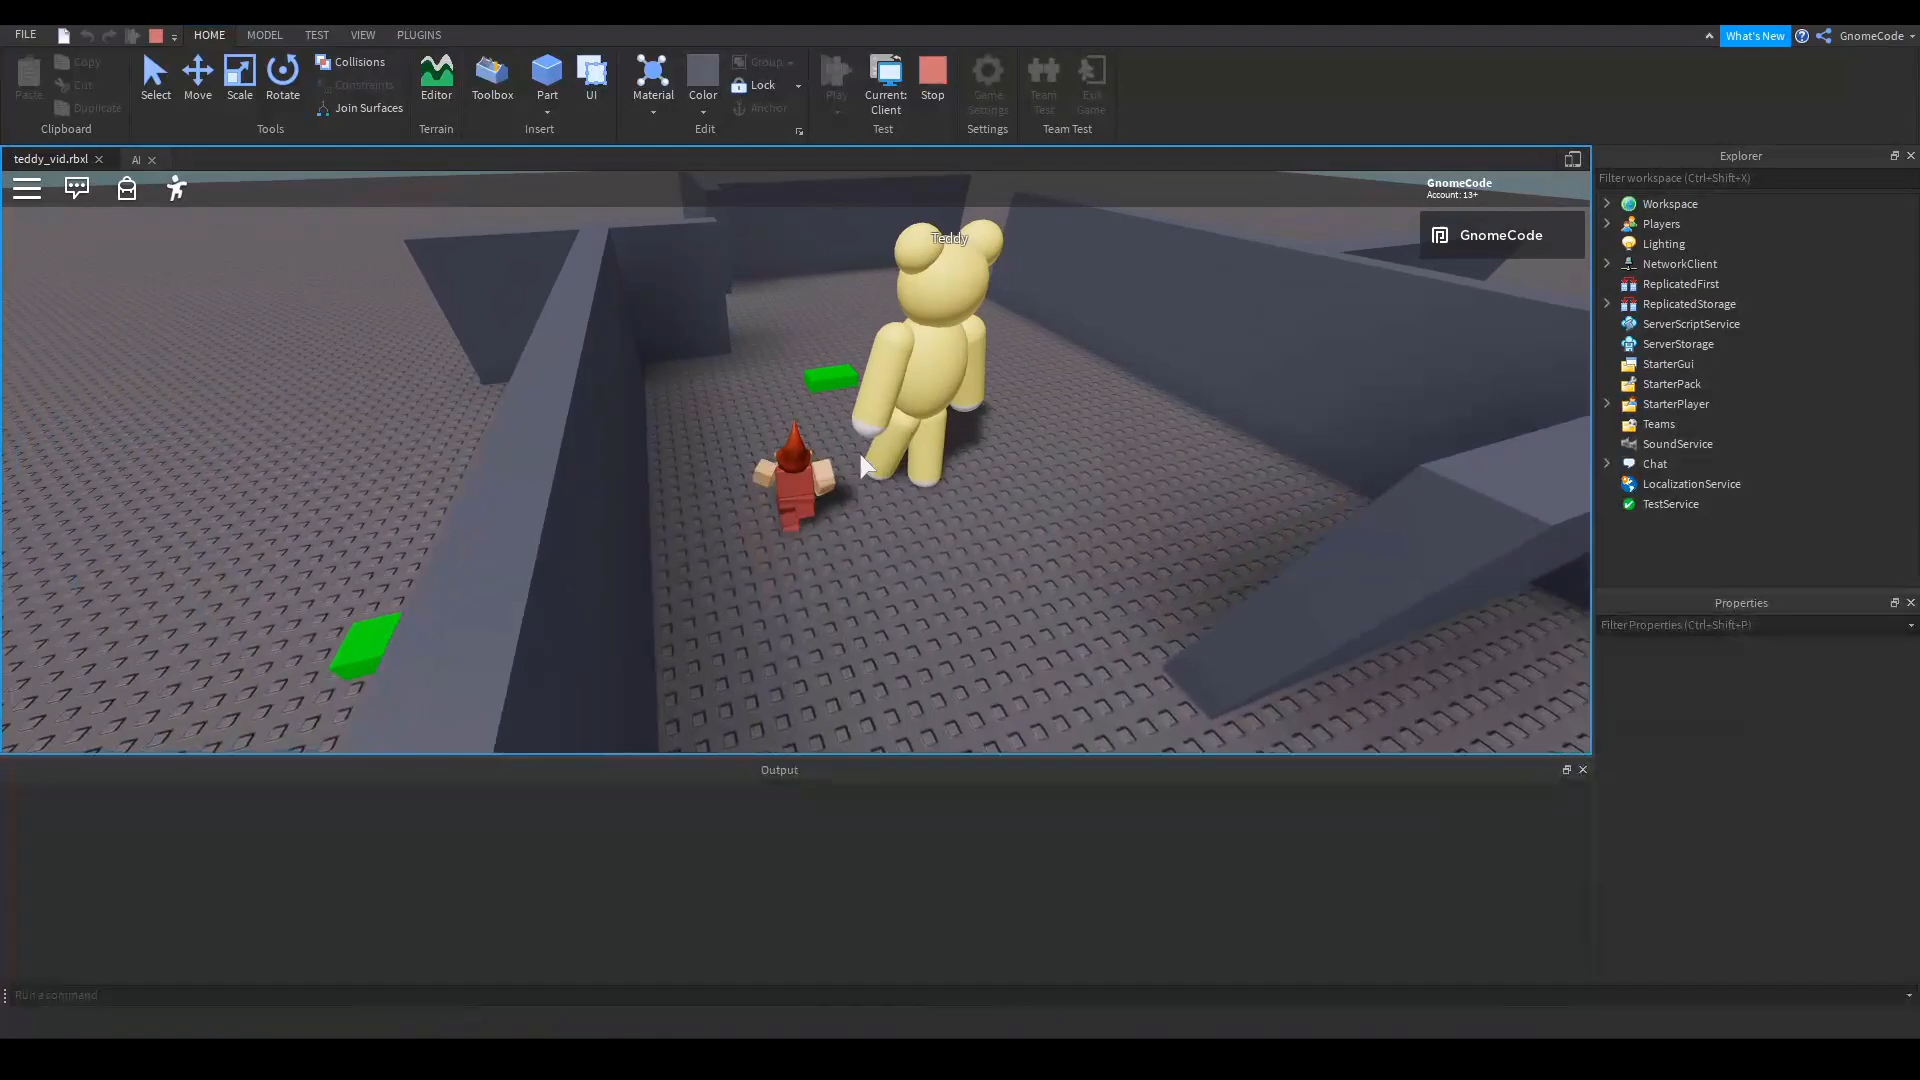 FILE
HOME
MODEL
TEST
VIEW
PLUGINS
What's New
GnomeCode
Paste
Copy
Cut
Duplicate
Clipboard
Select
Move
Scale
Rotate
Collisions
Constraints
Join Surfaces
Tools
Editor
Terrain
Toolbox
Part
UI
Insert
Material
Color
Group
Lock
Anchor
Edit
Play
Current:
Client
Stop
Test
Game
Settings
Settings
Team
Test
Exit
Game
Team Test
teddy_vid.rbxl
AI
GnomeCode
Account: 13+
GnomeCode
Teddy
Explorer
Filter workspace (Ctrl+Shift+X)
Workspace
Players
Lighting
NetworkClient
ReplicatedFirst
ReplicatedStorage
ServerScriptService
ServerStorage
StarterGui
StarterPack
StarterPlayer
Teams
SoundService
Chat
LocalizationService
TestService
Properties
Filter Properties (Ctrl+Shift+P)
Output
Run a command